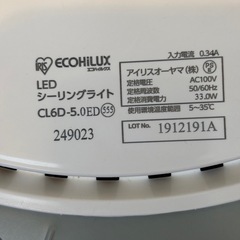 ECOHiLUX
エコハイルクス
LED
シーリングライト
CL6D-5.0ED 555
249023
入力電流 0.34A
アイリスオーヤマ(株) PSE
定格電圧 AC100V
定格周波数 50/60Hz
定格消費電力 33.0W
使用環境温度範囲 5~35℃
LOT No. 1912191A